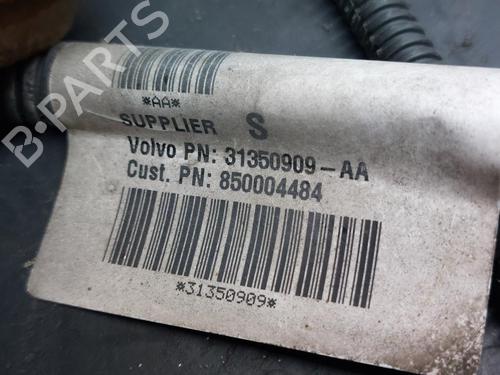 *AA*
SUPPLIER S
Volvo PN: 31350909-AA
Cust. PN: 850004484
*31350909*
B-PARTS